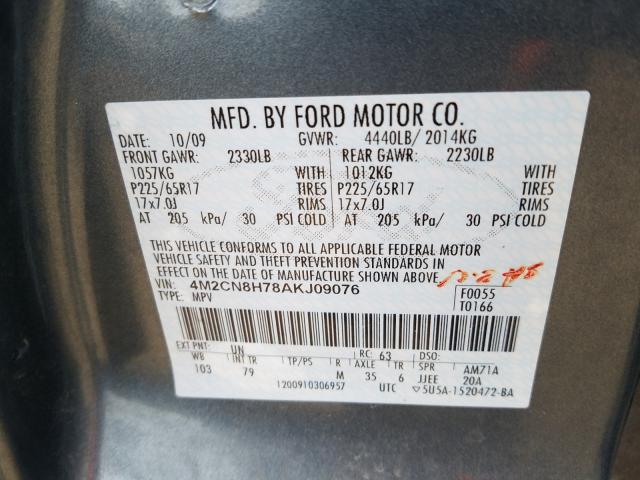 MFD. BY FORD MOTOR CO.
DATE: 10/09 GVWR: 4440LB/ 2014KG
FRONT GAWR: 2330LB REAR GAWR: 2230LB
1057KG WITH 1012KG WITH
P225/65R17 TIRES P225/65R17 TIRES
17x7.0J RIMS 17x7.0J RIMS
AT 205 kPa/ 30 PSI COLD AT 205 kPa/ 30 PSI COLD
THIS VEHICLE CONFORMS TO ALL APPLICABLE FEDERAL MOTOR
VEHICLE SAFETY AND THEFT PREVENTION STANDARDS IN
EFFECT ON THE DATE OF MANUFACTURE SHOWN ABOVE.
VIN: 4M2CN8H78AKJ09076 F0055
TYPE: MPV T0166
EXT PNT: UN RC: 63 DSO:
WB INT TR TP/PS R AXLE TR SPR AM71A
103 79 M 35 6 JJEE 20A
1200910306957 UTC ▽5U5A-1520472-BA